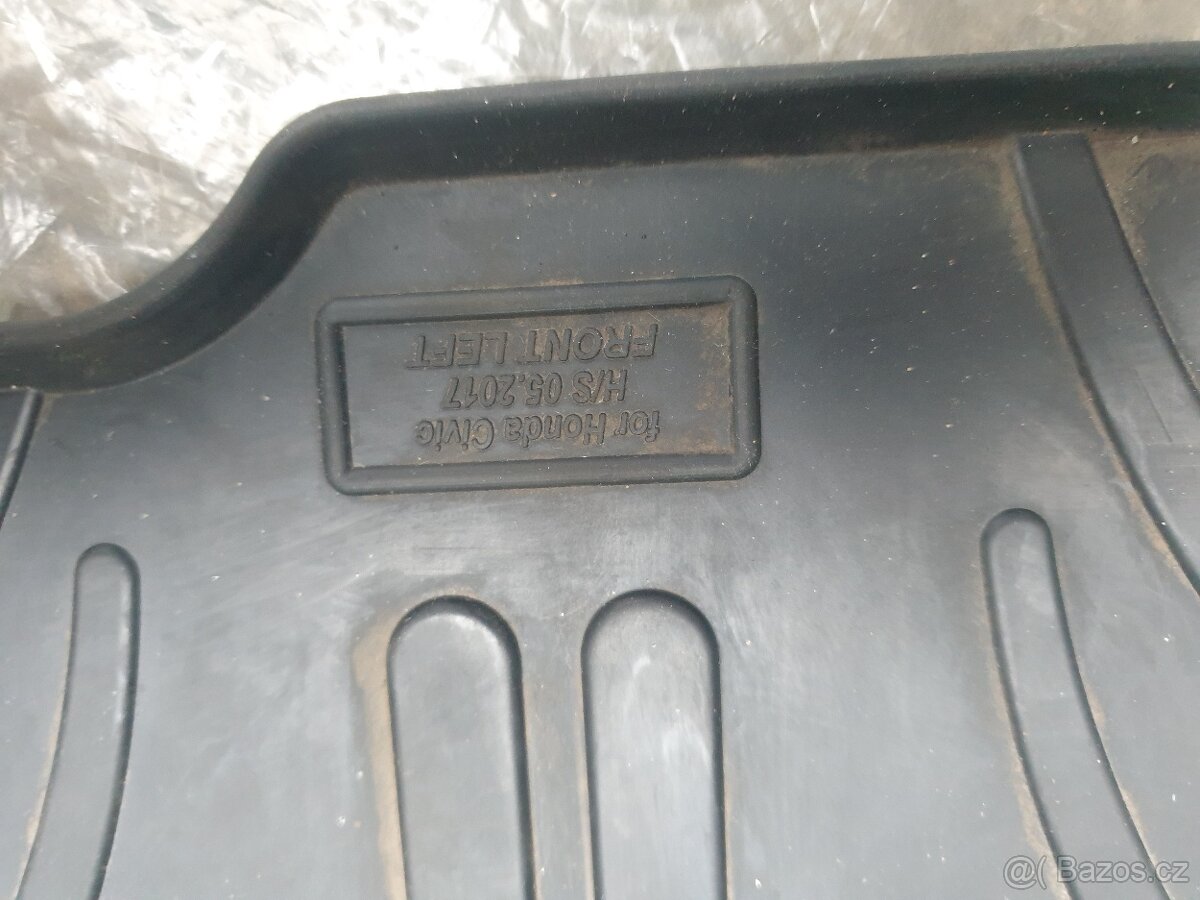 for Honda Civic
H/S 05.2017
FRONT LEFT
@( Bazos.cz